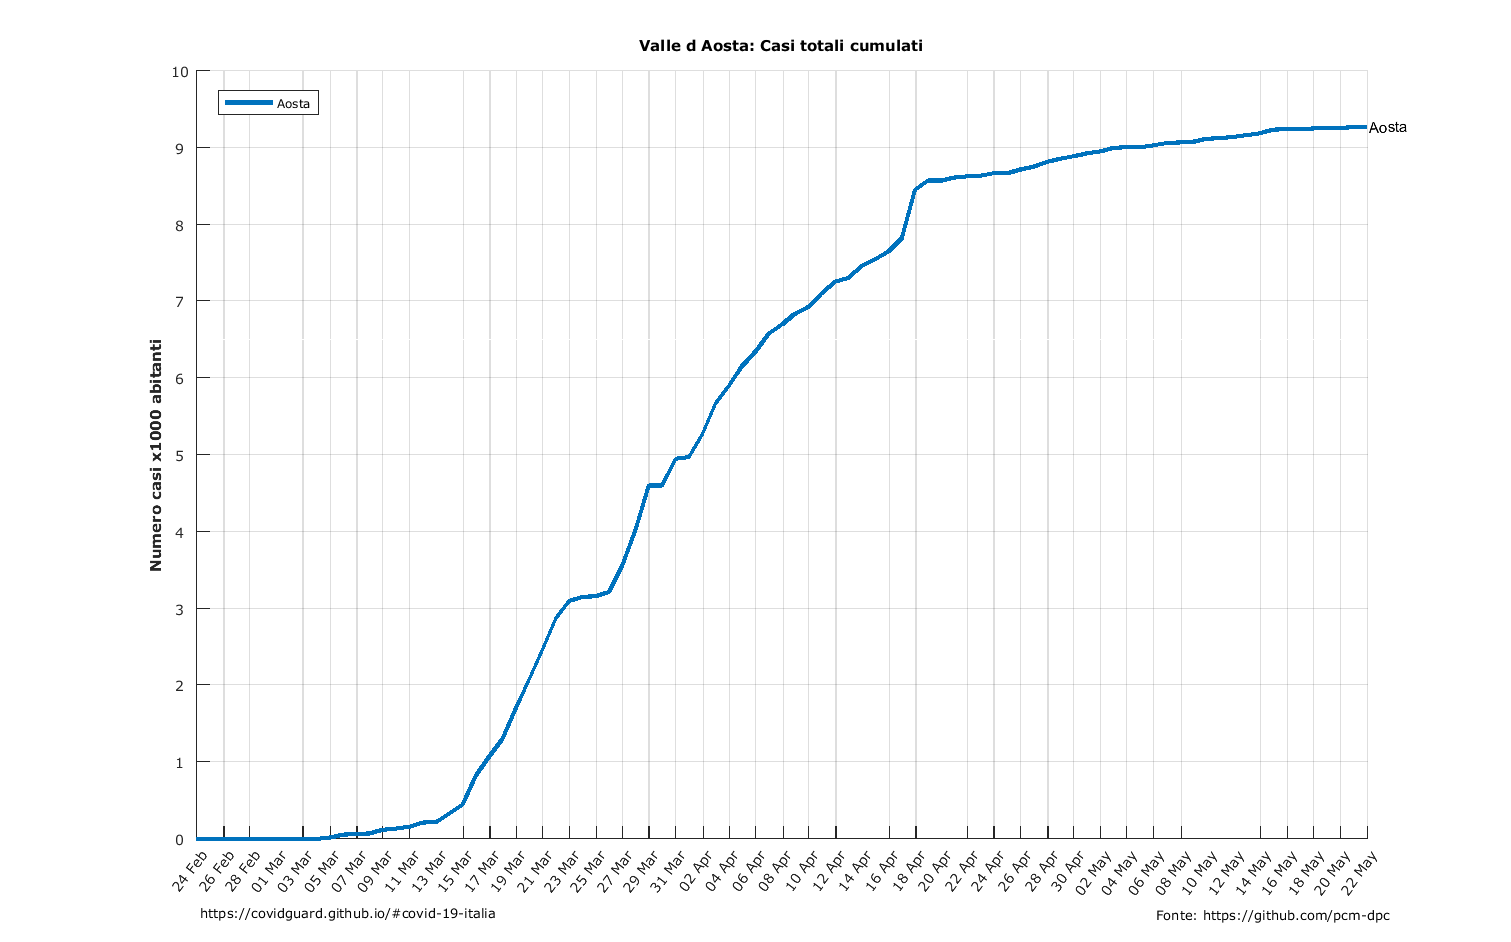 Valle d Aosta: Casi totali cumulati
Aosta
Aosta
Numero casi x1000 abitanti
10
9
8
7
6
5
4
3
2
1
0
24 Feb
26 Feb
28 Feb
01 Mar
03 Mar
05 Mar
07 Mar
09 Mar
11 Mar
13 Mar
15 Mar
17 Mar
19 Mar
21 Mar
23 Mar
25 Mar
27 Mar
29 Mar
31 Mar
02 Apr
04 Apr
06 Apr
08 Apr
10 Apr
12 Apr
14 Apr
16 Apr
18 Apr
20 Apr
22 Apr
24 Apr
26 Apr
28 Apr
30 Apr
02 May
04 May
06 May
08 May
10 May
12 May
14 May
16 May
18 May
20 May
22 May
https://covidguard.github.io/#covid-19-italia
Fonte: https://github.com/pcm-dpc